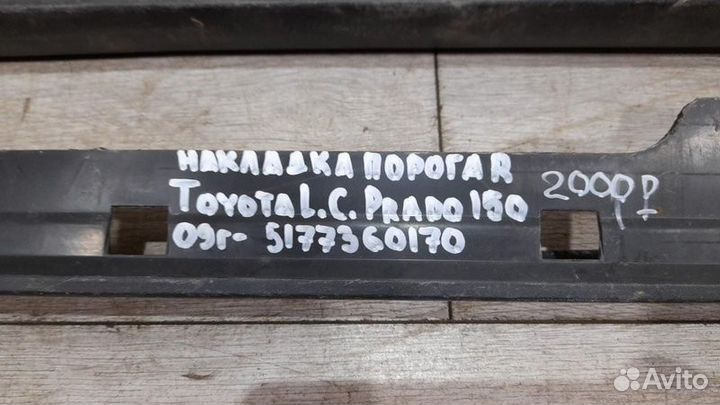 НАКЛАДКА ПОРОГА R
TOYOTA L.C. PRADO 150
2000Р
09г- 5177360170
Avito